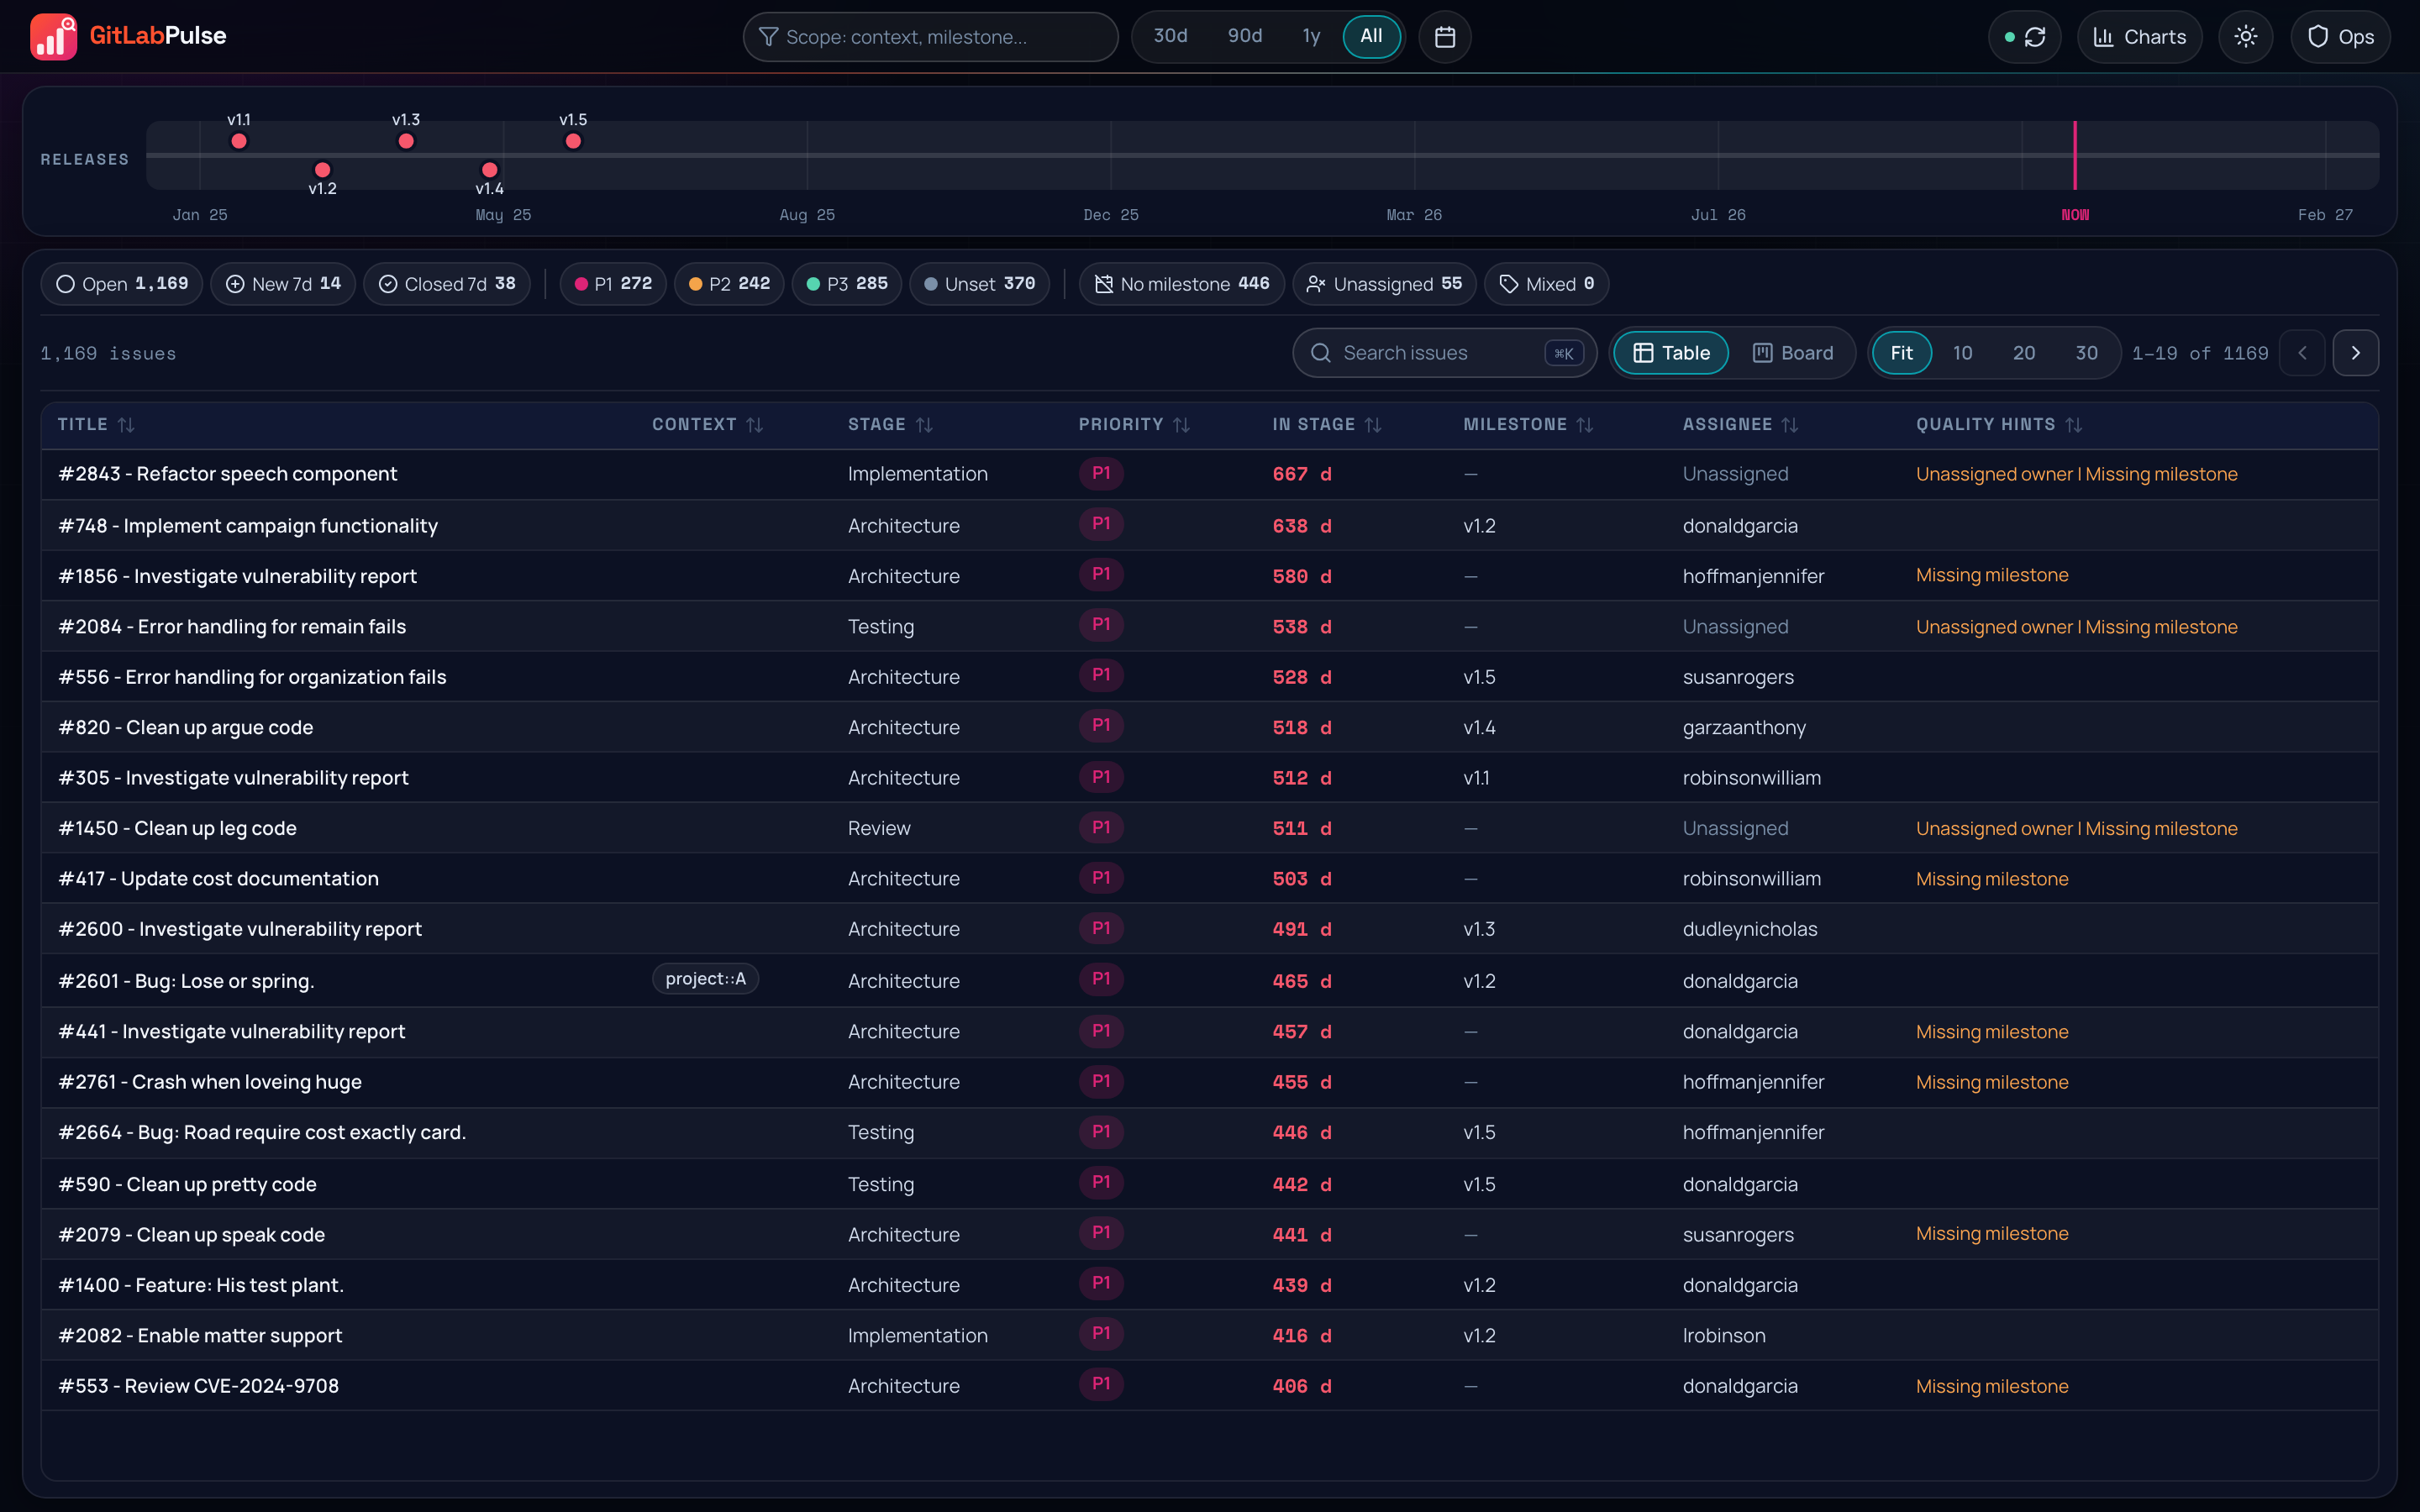 GitLabPulse
Scope: context, milestone...
30d 90d 1y All
Charts
Ops
RELEASES
v1.1 v1.3 v1.5
v1.2 v1.4
Jan 25 May 25 Aug 25 Dec 25 Mar 26 Jul 26 NOW Feb 27
Open 1,169 New 7d 14 Closed 7d 38 P1 272 P2 242 P3 285 Unset 370 No milestone 446 Unassigned 55 Mixed 0
1,169 issues Search issues ⌘K Table Board Fit 10 20 30 1–19 of 1169
TITLE CONTEXT STAGE PRIORITY IN STAGE MILESTONE ASSIGNEE QUALITY HINTS
#2843 - Refactor speech component Implementation P1 667 d — Unassigned Unassigned owner | Missing milestone
#748 - Implement campaign functionality Architecture P1 638 d v1.2 donaldgarcia
#1856 - Investigate vulnerability report Architecture P1 580 d — hoffmanjennifer Missing milestone
#2084 - Error handling for remain fails Testing P1 538 d — Unassigned Unassigned owner | Missing milestone
#556 - Error handling for organization fails Architecture P1 528 d v1.5 susanrogers
#820 - Clean up argue code Architecture P1 518 d v1.4 garzaanthony
#305 - Investigate vulnerability report Architecture P1 512 d v1.1 robinsonwilliam
#1450 - Clean up leg code Review P1 511 d — Unassigned Unassigned owner | Missing milestone
#417 - Update cost documentation Architecture P1 503 d — robinsonwilliam Missing milestone
#2600 - Investigate vulnerability report Architecture P1 491 d v1.3 dudleynicholas
#2601 - Bug: Lose or spring. project::A Architecture P1 465 d v1.2 donaldgarcia
#441 - Investigate vulnerability report Architecture P1 457 d — donaldgarcia Missing milestone
#2761 - Crash when loveing huge Architecture P1 455 d — hoffmanjennifer Missing milestone
#2664 - Bug: Road require cost exactly card. Testing P1 446 d v1.5 hoffmanjennifer
#590 - Clean up pretty code Testing P1 442 d v1.5 donaldgarcia
#2079 - Clean up speak code Architecture P1 441 d — susanrogers Missing milestone
#1400 - Feature: His test plant. Architecture P1 439 d v1.2 donaldgarcia
#2082 - Enable matter support Implementation P1 416 d v1.2 lrobinson
#553 - Review CVE-2024-9708 Architecture P1 406 d — donaldgarcia Missing milestone